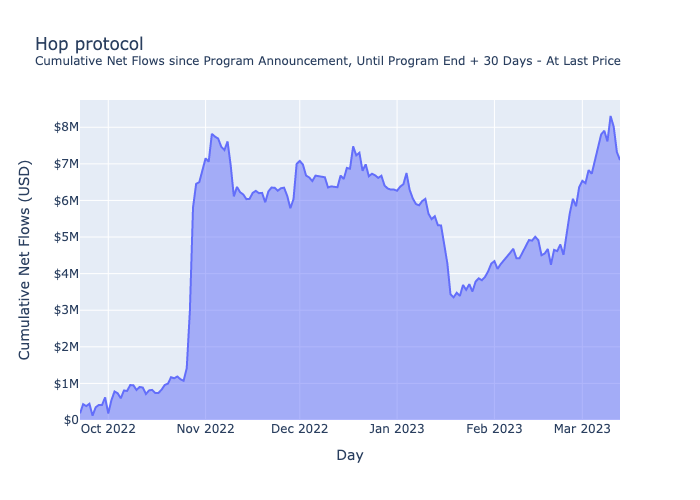 Hop protocol
Cumulative Net Flows since Program Announcement, Until Program End + 30 Days - At Last Price
Cumulative Net Flows (USD)
$8M
$7M
$6M
$5M
$4M
$3M
$2M
$1M
$0
Oct 2022 Nov 2022 Dec 2022 Jan 2023 Feb 2023 Mar 2023
Day